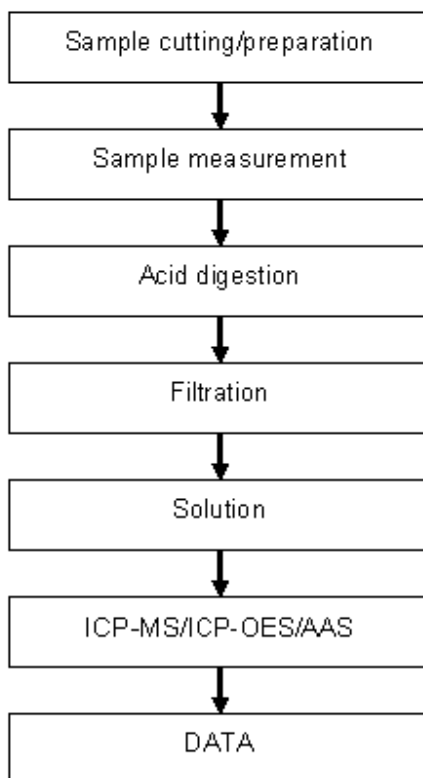 Sample cutting/preparation
Sample measurement
Acid digestion
Filtration
Solution
ICP-MS/ICP-OES/AAS
DATA